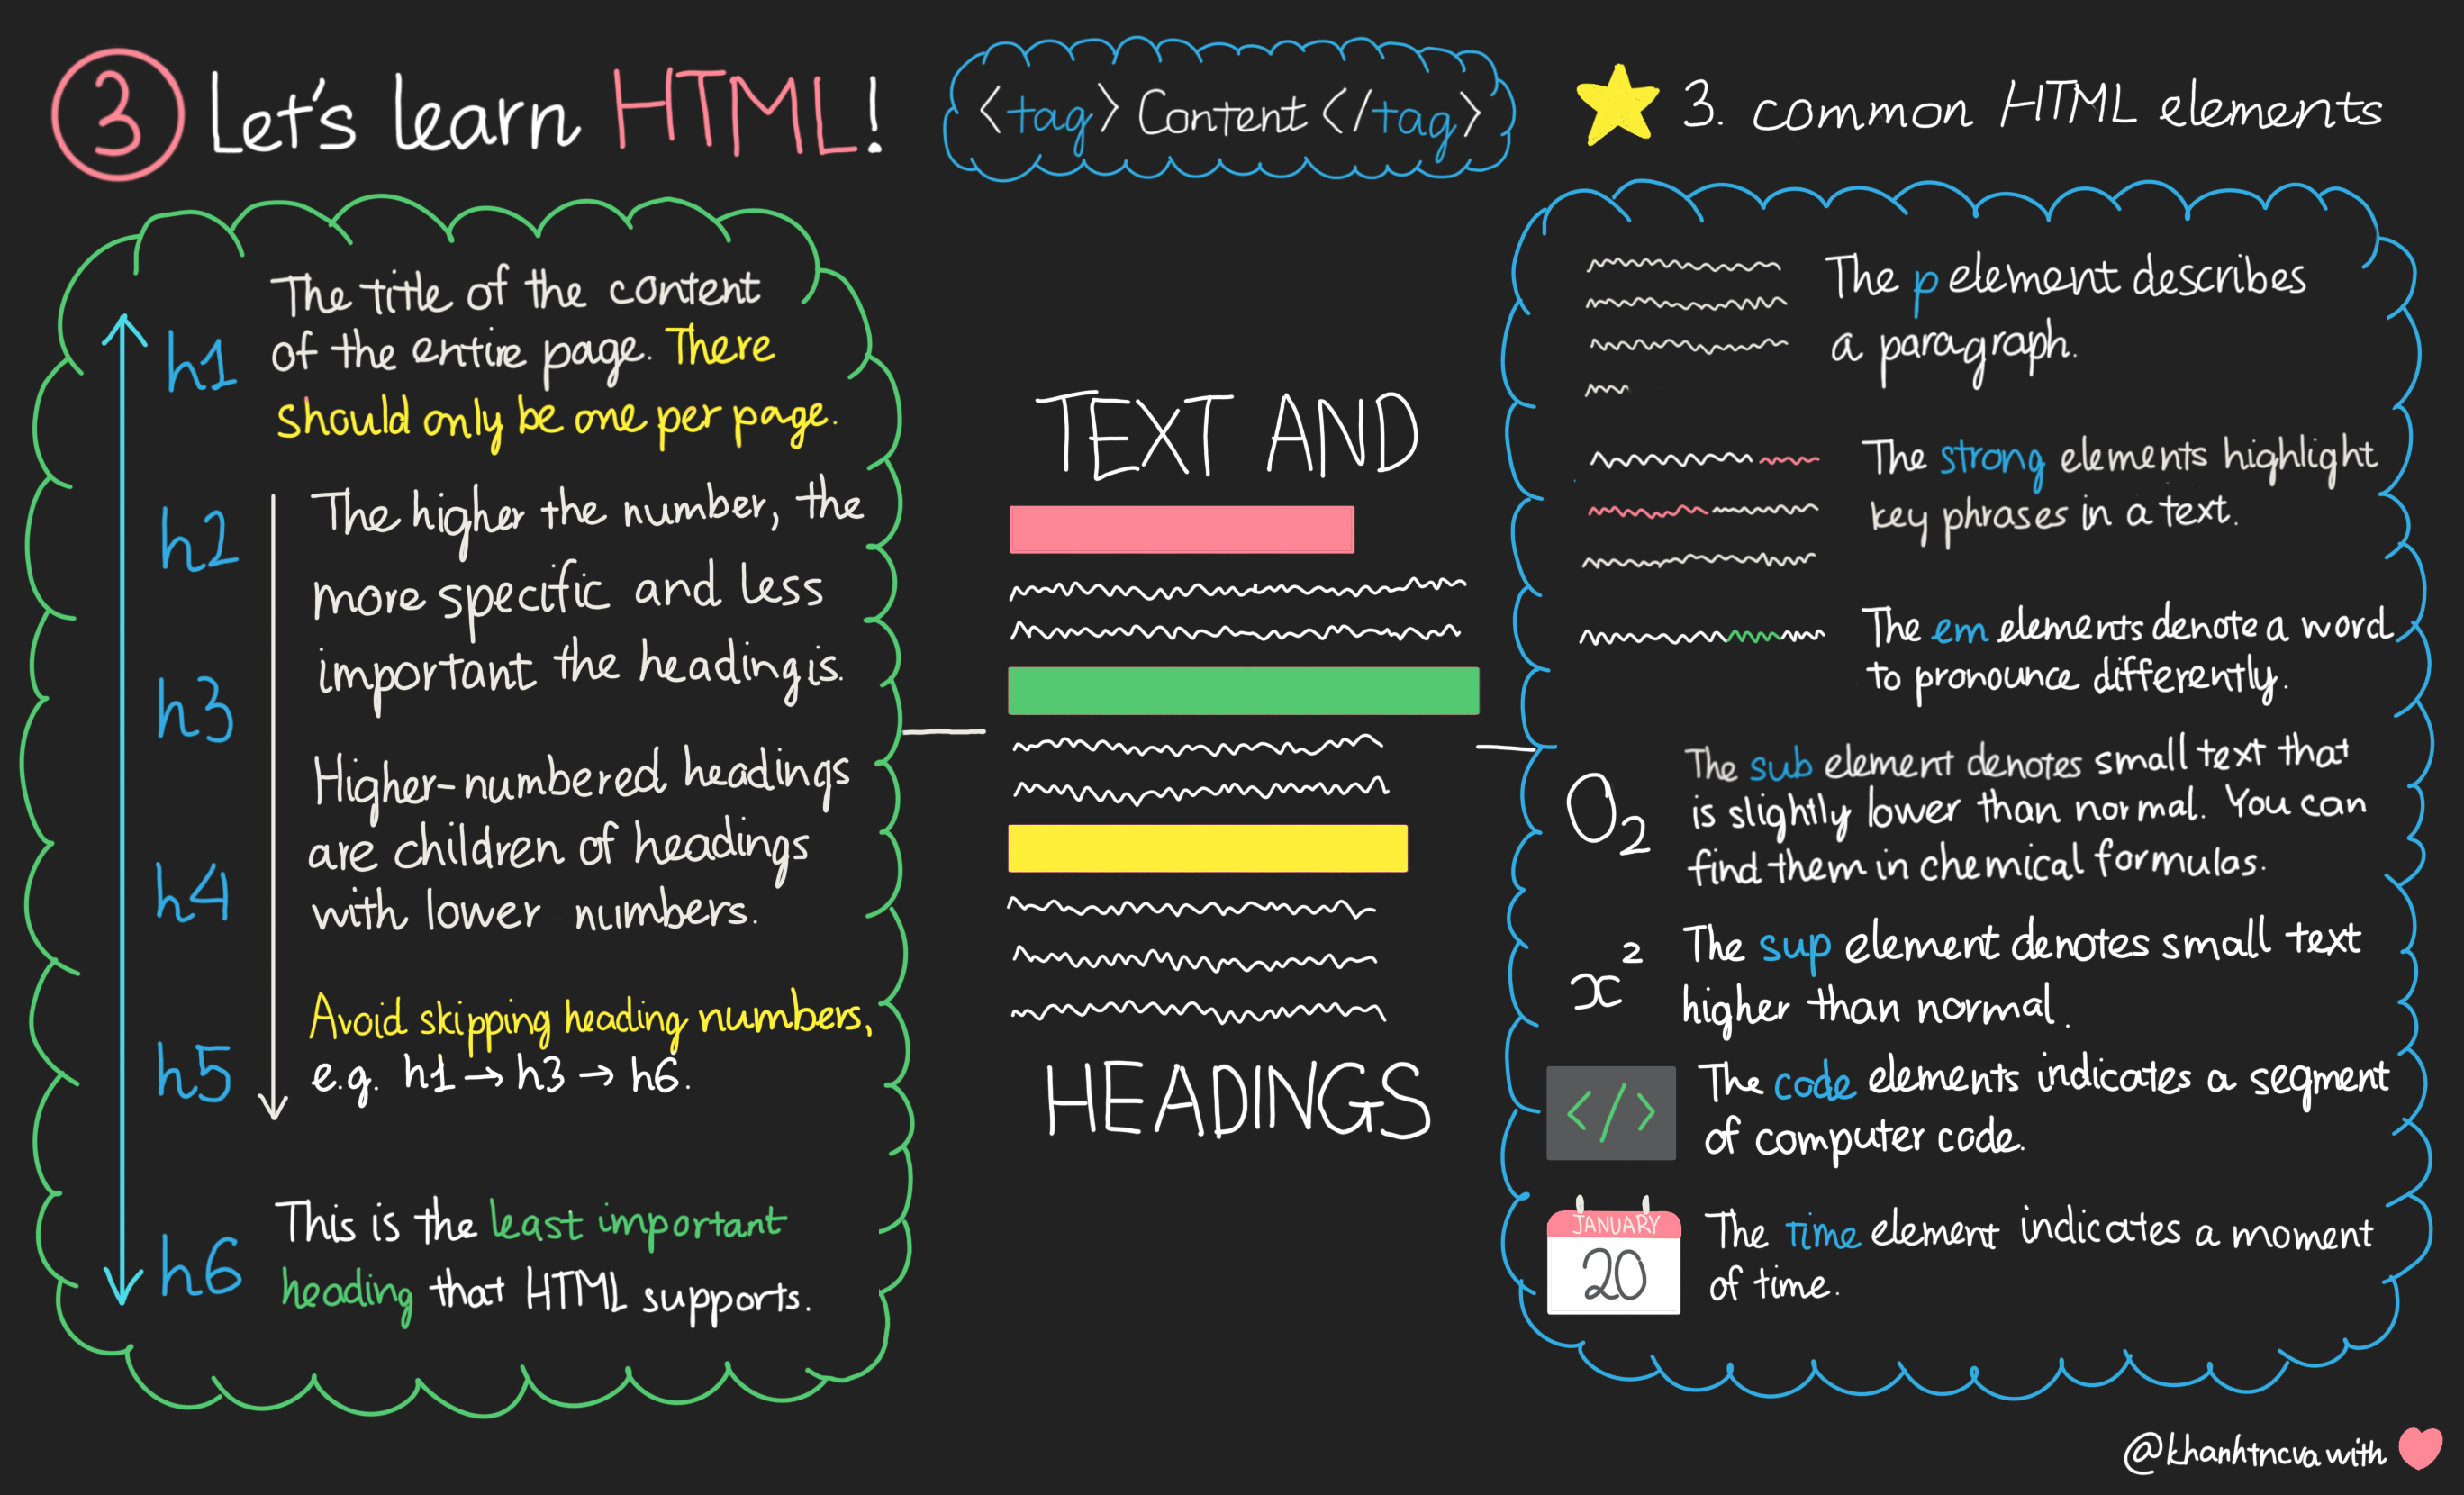 3 Let's learn HTML!
<tag> Content </tag>
3. common HTML elements
h1
The title of the content
of the entire page. There
should only be one per page.
h2
h3
h4
h5
The higher the number, the
more specific and less
important the heading is.
Higher-numbered headings
are children of headings
with lower numbers.
Avoid skipping heading numbers,
e.g. h1 → h3 → h6.
h6
This is the least important
heading that HTML supports.
TEXT AND
HEADINGS
The p element describes
a paragraph.
The strong elements highlight
key phrases in a text.
The em elements denote a word
to pronounce differently.
O2
The sub element denotes small text that
is slightly lower than normal. You can
find them in chemical formulas.
x²
The sup element denotes small text
higher than normal.
</>
The code elements indicates a segment
of computer code.
JANUARY
20
The time element indicates a moment
of time.
@khanhtncva with